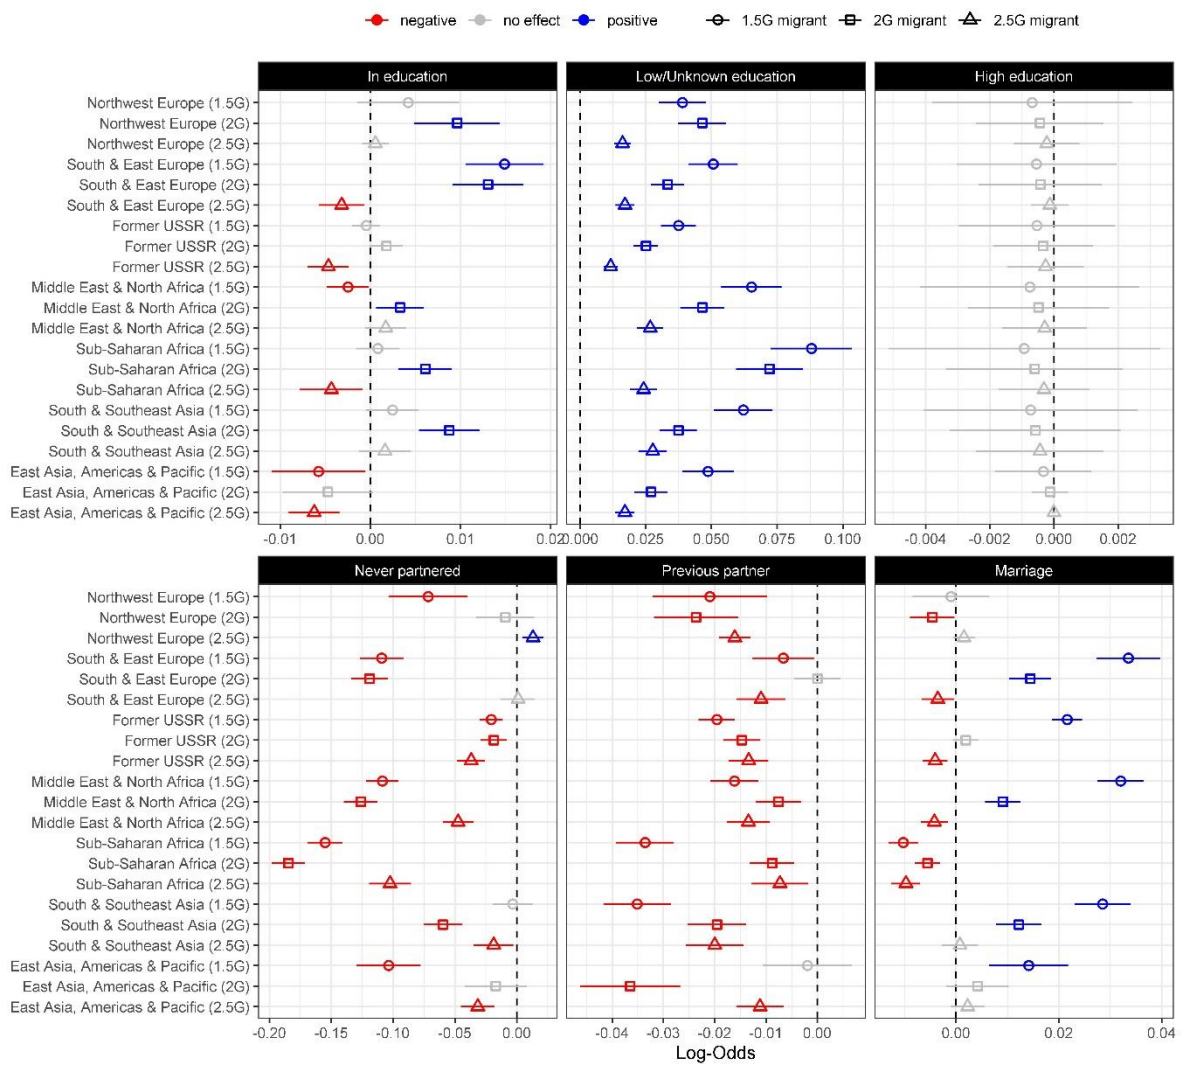 negative no effect positive 1.5G migrant 2G migrant 2.5G migrant
In education Low/Unknown education High education
Northwest Europe (1.5G)
Northwest Europe (2G)
Northwest Europe (2.5G)
South & East Europe (1.5G)
South & East Europe (2G)
South & East Europe (2.5G)
Former USSR (1.5G)
Former USSR (2G)
Former USSR (2.5G)
Middle East & North Africa (1.5G)
Middle East & North Africa (2G)
Middle East & North Africa (2.5G)
Sub-Saharan Africa (1.5G)
Sub-Saharan Africa (2G)
Sub-Saharan Africa (2.5G)
South & Southeast Asia (1.5G)
South & Southeast Asia (2G)
South & Southeast Asia (2.5G)
East Asia, Americas & Pacific (1.5G)
East Asia, Americas & Pacific (2G)
East Asia, Americas & Pacific (2.5G)
-0.01 0.00 0.01 0.02 0.000 0.025 0.050 0.075 0.100 -0.004 -0.002 0.000 0.002
Never partnered Previous partner Marriage
Northwest Europe (1.5G)
Northwest Europe (2G)
Northwest Europe (2.5G)
South & East Europe (1.5G)
South & East Europe (2G)
South & East Europe (2.5G)
Former USSR (1.5G)
Former USSR (2G)
Former USSR (2.5G)
Middle East & North Africa (1.5G)
Middle East & North Africa (2G)
Middle East & North Africa (2.5G)
Sub-Saharan Africa (1.5G)
Sub-Saharan Africa (2G)
Sub-Saharan Africa (2.5G)
South & Southeast Asia (1.5G)
South & Southeast Asia (2G)
South & Southeast Asia (2.5G)
East Asia, Americas & Pacific (1.5G)
East Asia, Americas & Pacific (2G)
East Asia, Americas & Pacific (2.5G)
-0.20 -0.15 -0.10 -0.05 0.00 -0.04 -0.02 -0.01 0.00 0.00 0.02 0.04
Log-Odds